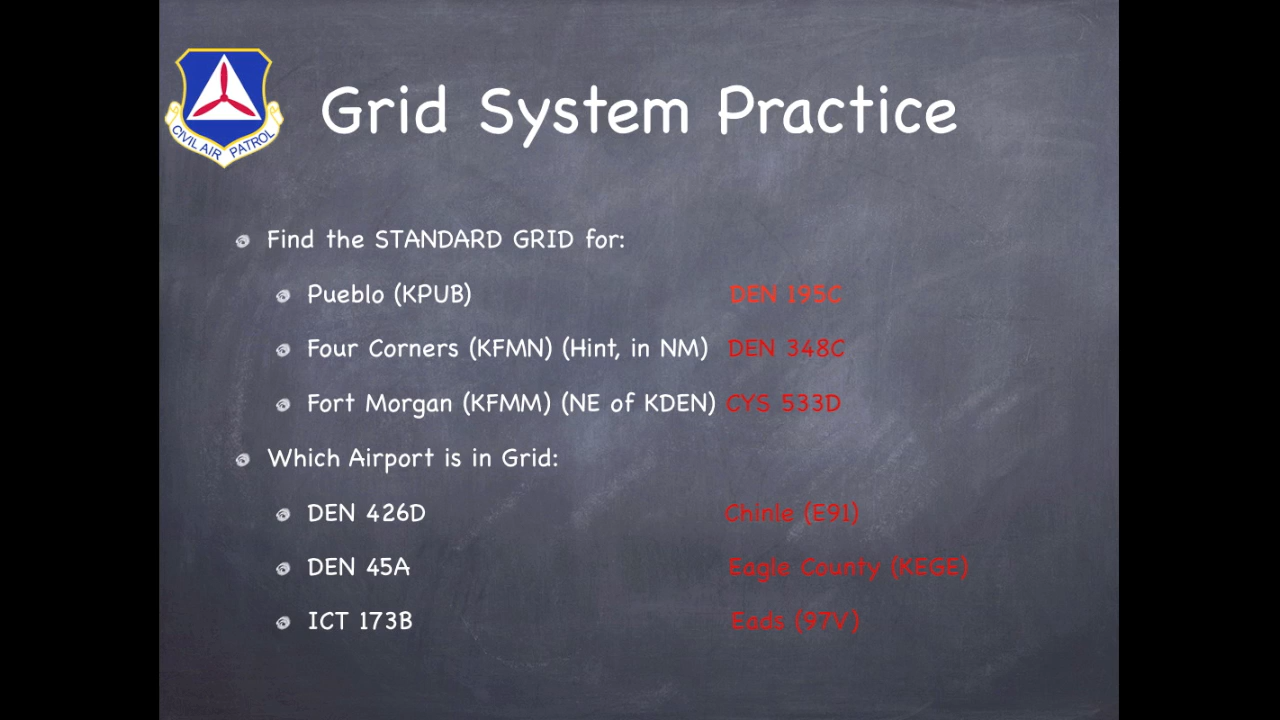 CIVIL AIR PATROL
Grid System Practice
Find the STANDARD GRID for:
Pueblo (KPUB) DEN 195C
Four Corners (KFMN) (Hint, in NM) DEN 348C
Fort Morgan (KFMM) (NE of KDEN) CYS 533D
Which Airport is in Grid:
DEN 426D Chinle (E91)
DEN 45A Eagle County (KEGE)
ICT 173B Eads (97V)